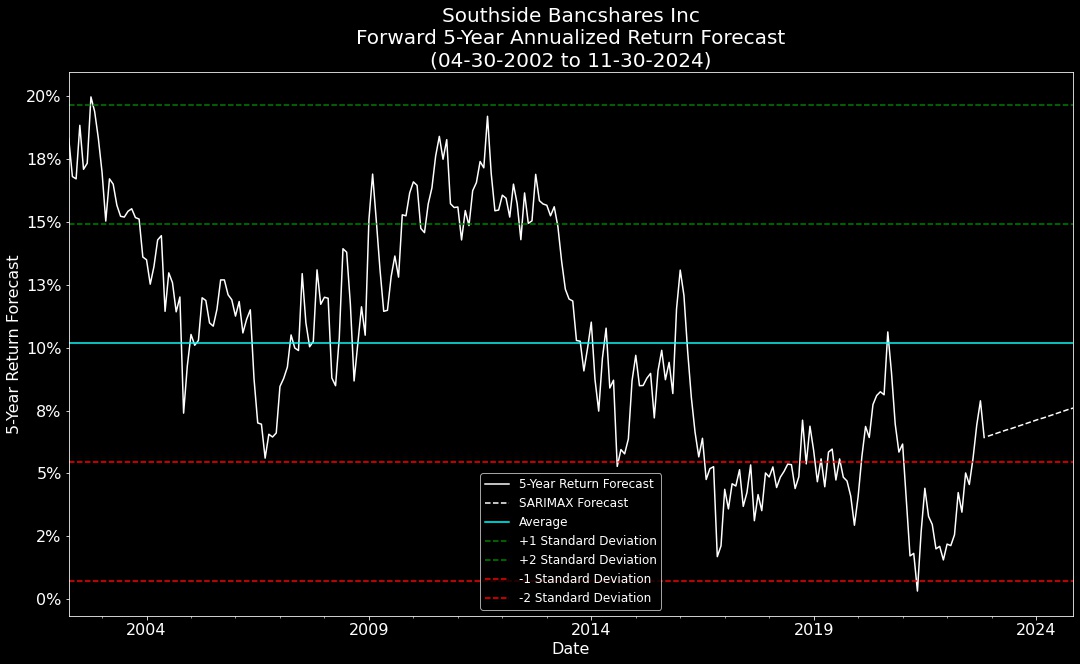 Southside Bancshares Inc
Forward 5-Year Annualized Return Forecast
(04-30-2002 to 11-30-2024)
5-Year Return Forecast
20%
18%
15%
13%
10%
8%
5%
2%
0%
5-Year Return Forecast
SARIMAX Forecast
Average
+1 Standard Deviation
+2 Standard Deviation
-1 Standard Deviation
-2 Standard Deviation
2004
2009
2014
2019
2024
Date